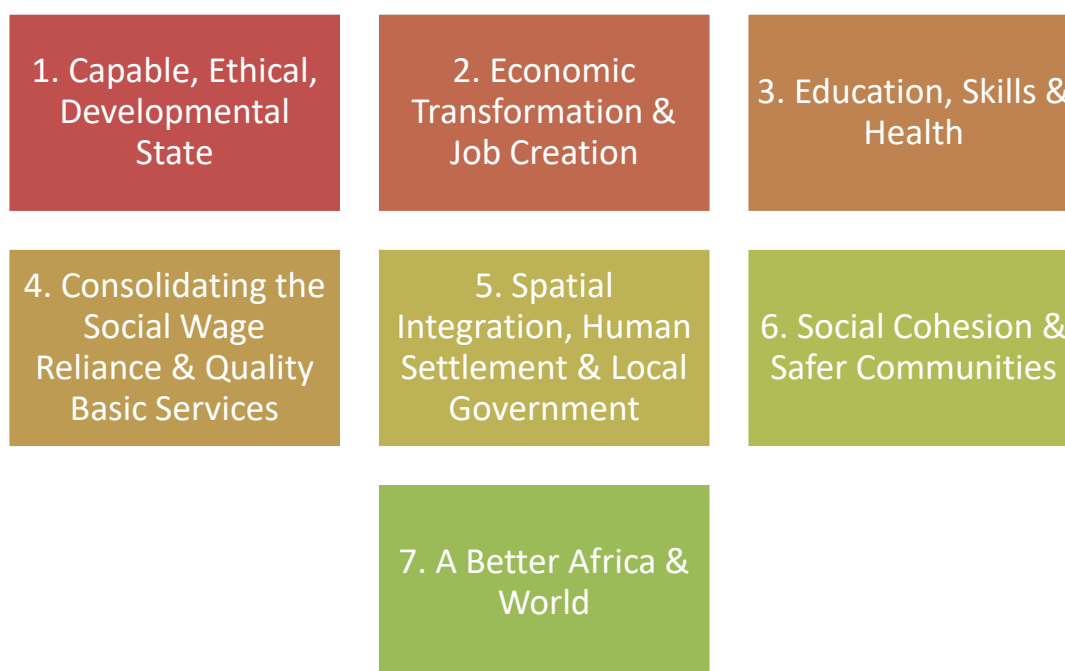 1. Capable, Ethical,
Developmental
State
2. Economic
Transformation &
Job Creation
3. Education, Skills &
Health
4. Consolidating the
Social Wage
Reliance & Quality
Basic Services
5. Spatial
Integration, Human
Settlement & Local
Government
6. Social Cohesion &
Safer Communities
7. A Better Africa &
World